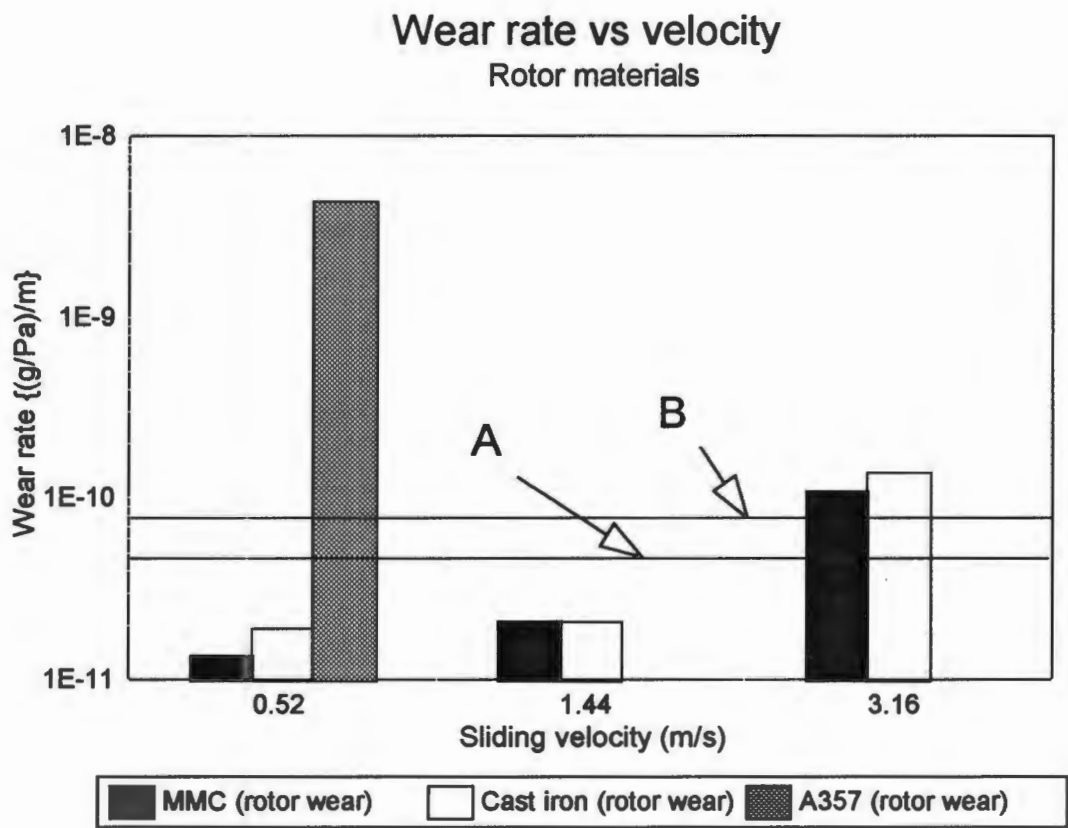 Wear rate vs velocity
Rotor materials
Wear rate {(g/Pa)/m}
1E-8
1E-9
1E-10
1E-11
A
B
0.52 1.44 3.16
Sliding velocity (m/s)
MMC (rotor wear) Cast iron (rotor wear) A357 (rotor wear)